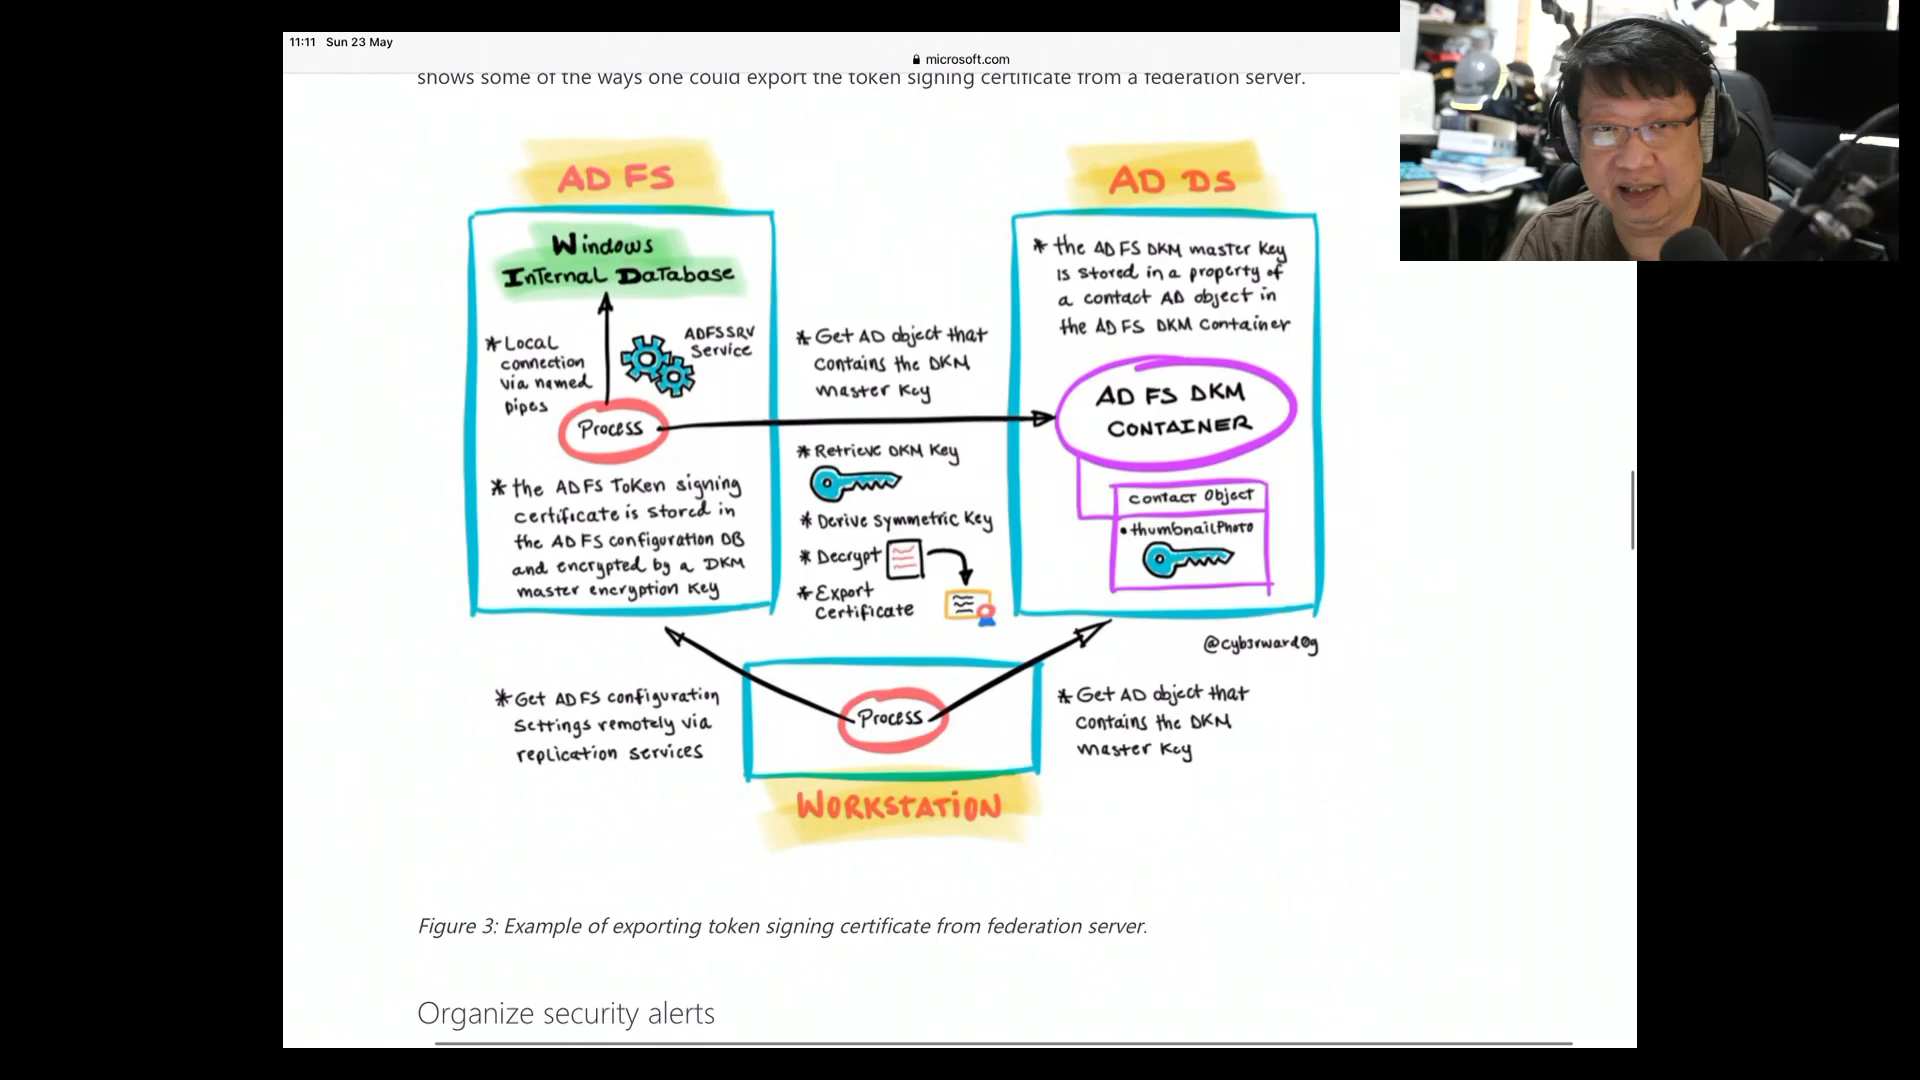 11:11 Sun 23 May
microsoft.com
shows some of the ways one could export the token signing certificate from a federation server.
AD FS
Windows
Internal Database
* Local
connection
via named
pipes
ADFSSRV
Service
Process
* the ADFS Token signing
certificate is stored in
the AD FS configuration DB
and encrypted by a DKM
master encryption Key
* Get AD object that
contains the DKM
master Key
* Retrieve DKM Key
* Derive Symmetric Key
* Decrypt
* Export
Certificate
AD DS
* the AD FS DKM master Key
is stored in a property of
a contact AD object in
the AD FS DKM Container
AD FS DKM
CONTAINER
Contact Object
• thumbnailPhoto
@cyb3rward0g
* Get ADFS configuration
Settings remotely via
replication services
Process
* Get AD object that
contains the DKM
master Key
WORKSTATION
Figure 3: Example of exporting token signing certificate from federation server.
Organize security alerts